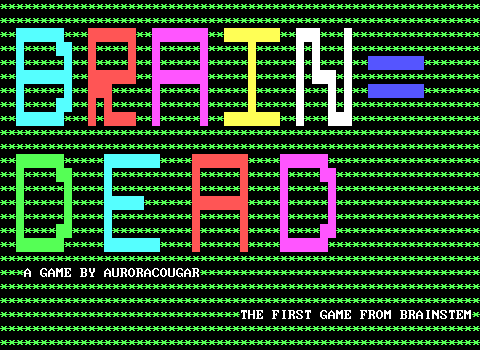 BRAIN=
DEAD
A GAME BY AURORACOUGAR
THE FIRST GAME FROM BRAINSTEM